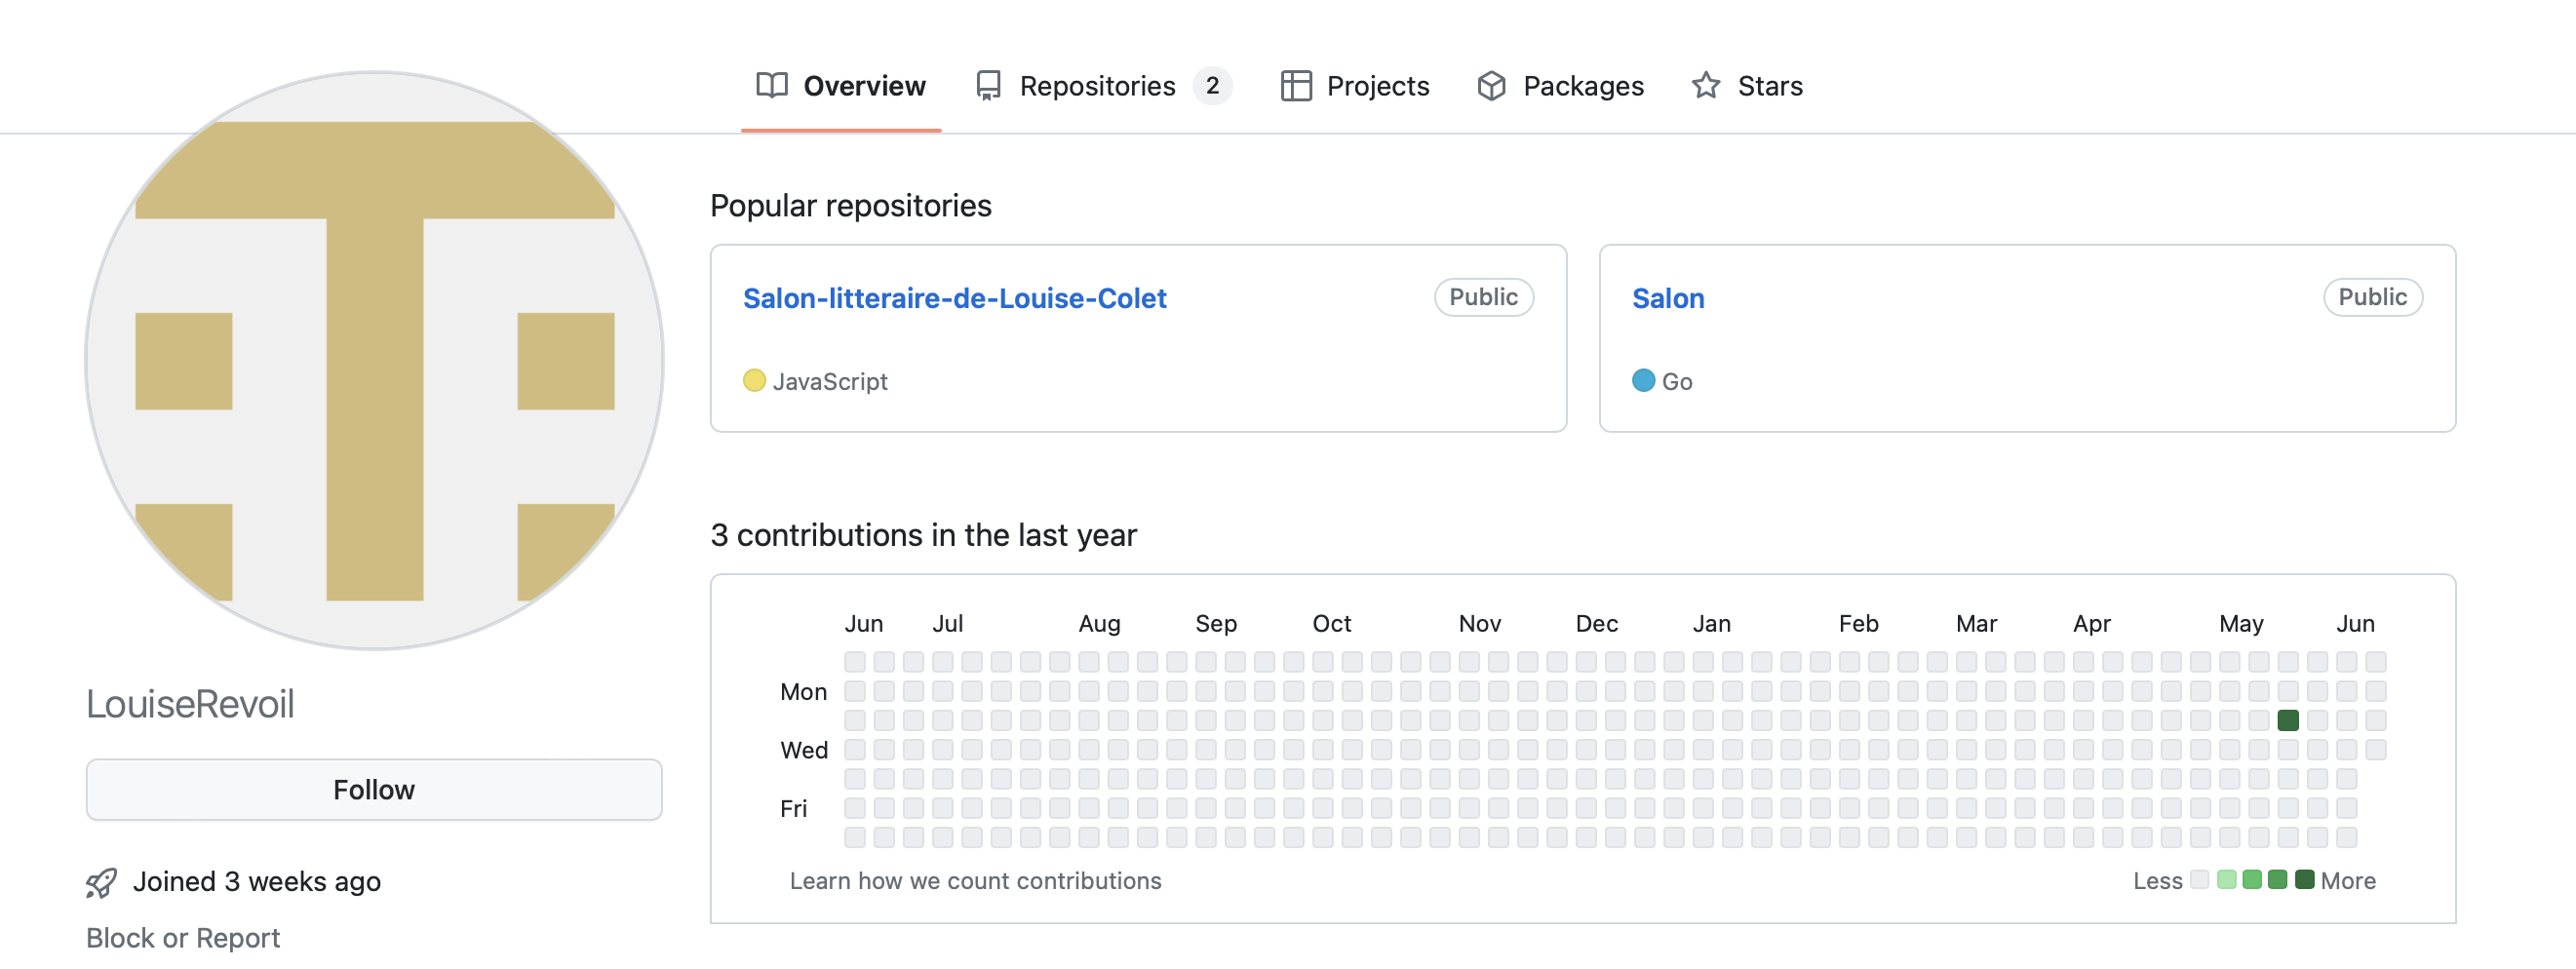 Overview
Repositories 2
Projects
Packages
Stars
LouiseRevoil
Follow
Joined 3 weeks ago
Block or Report
Popular repositories
Salon-litteraire-de-Louise-Colet
Public
JavaScript
Salon
Public
Go
3 contributions in the last year
Jun Jul Aug Sep Oct Nov Dec Jan Feb Mar Apr May Jun
Mon
Wed
Fri
Learn how we count contributions
Less More